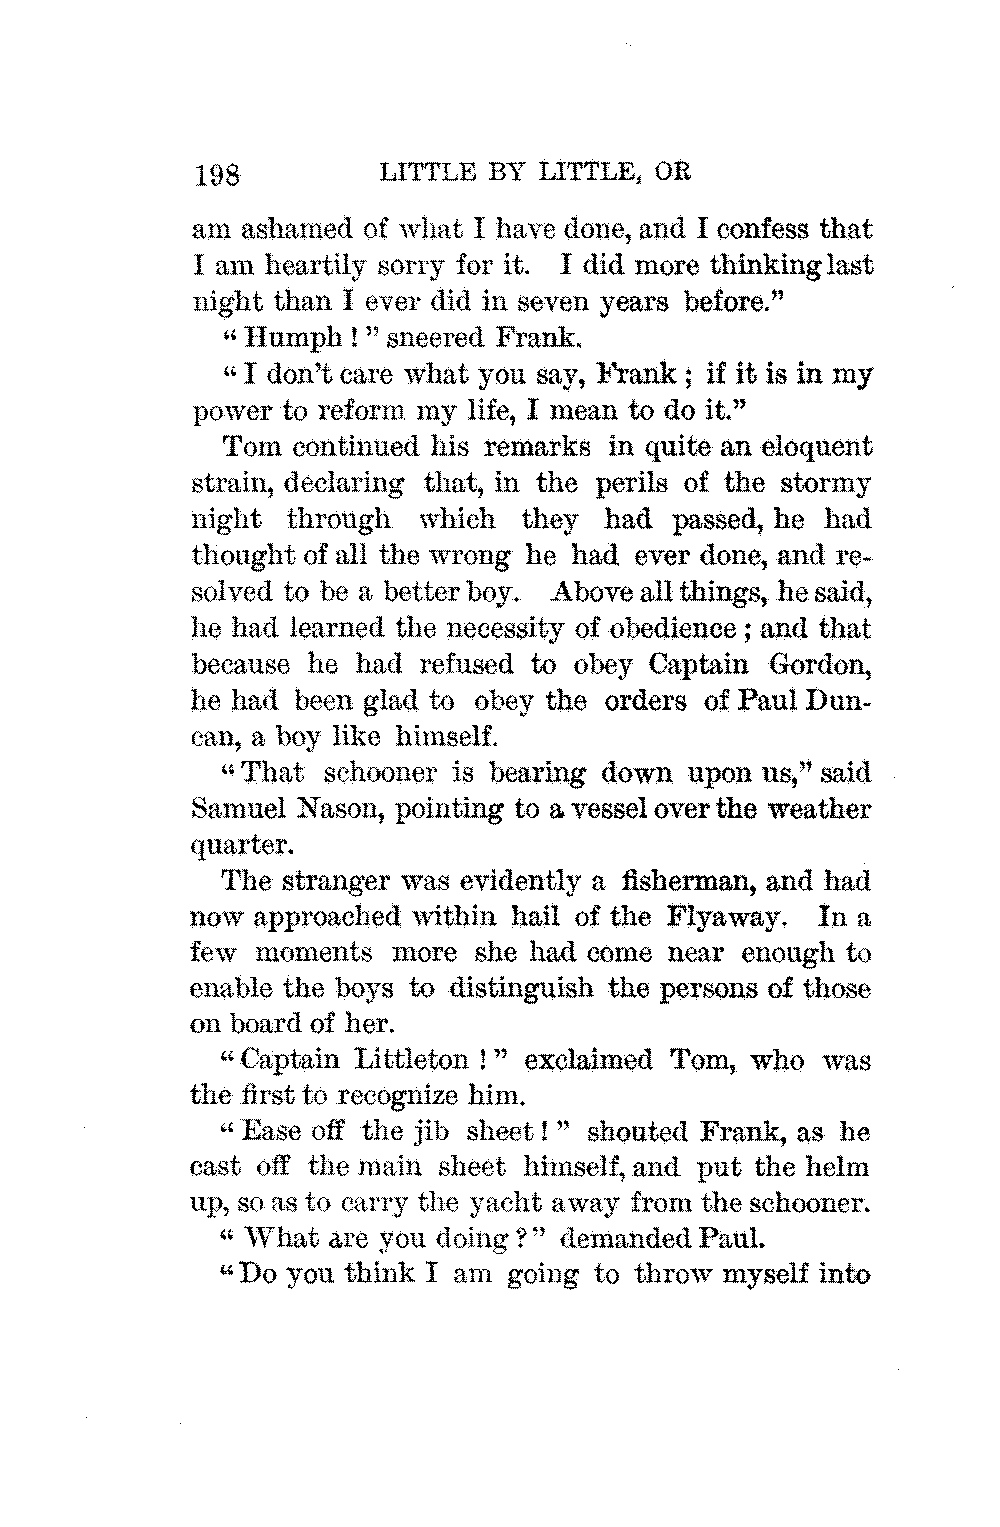 198 LITTLE BY LITTLE, OR
am ashamed of what I have done, and I confess that
I am heartily sorry for it. I did more thinking last
night than I ever did in seven years before."
"Humph!" sneered Frank.
"I don't care what you say, Frank; if it is in my
power to reform my life, I mean to do it."
Tom continued his remarks in quite an eloquent
strain, declaring that, in the perils of the stormy
night through which they had passed, he had
thought of all the wrong he had ever done, and re-
solved to be a better boy. Above all things, he said,
he had learned the necessity of obedience; and that
because he had refused to obey Captain Gordon,
he had been glad to obey the orders of Paul Dun-
can, a boy like himself.
"That schooner is bearing down upon us," said
Samuel Nason, pointing to a vessel over the weather
quarter.
The stranger was evidently a fisherman, and had
now approached within hail of the Flyaway. In a
few moments more she had come near enough to
enable the boys to distinguish the persons of those
on board of her.
"Captain Littleton!" exclaimed Tom, who was
the first to recognize him.
"Ease off the jib sheet!" shouted Frank, as he
cast off the main sheet himself, and put the helm
up, so as to carry the yacht away from the schooner.
"What are you doing?" demanded Paul.
"Do you think I am going to throw myself into